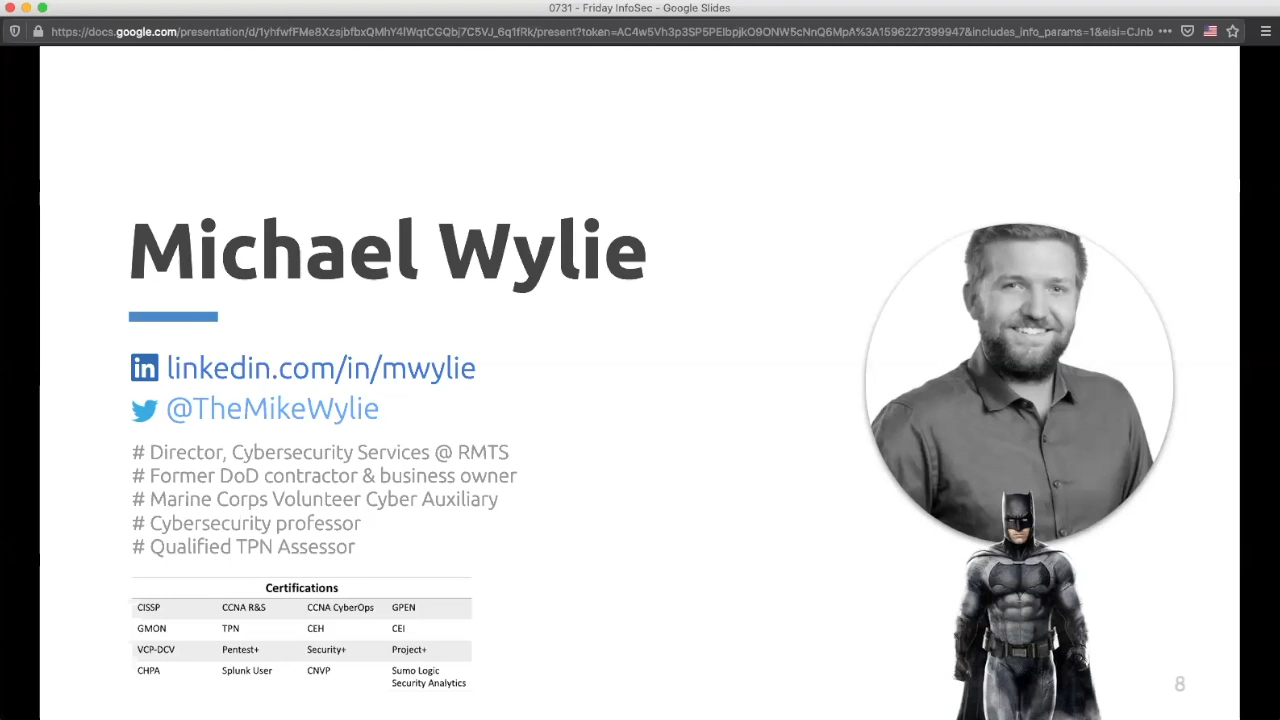 0731 - Friday InfoSec - Google Slides
Michael Wylie
in linkedin.com/in/mwylie
@TheMikeWylie
# Director, Cybersecurity Services @ RMTS
# Former DoD contractor & business owner
# Marine Corps Volunteer Cyber Auxiliary
# Cybersecurity professor
# Qualified TPN Assessor
Certifications
CISSP CCNA R&S CCNA CyberOps GPEN
GMON TPN CEH CEI
VCP-DCV Pentest+ Security+ Project+
CHPA Splunk User CNVP Sumo Logic
Security Analytics
8